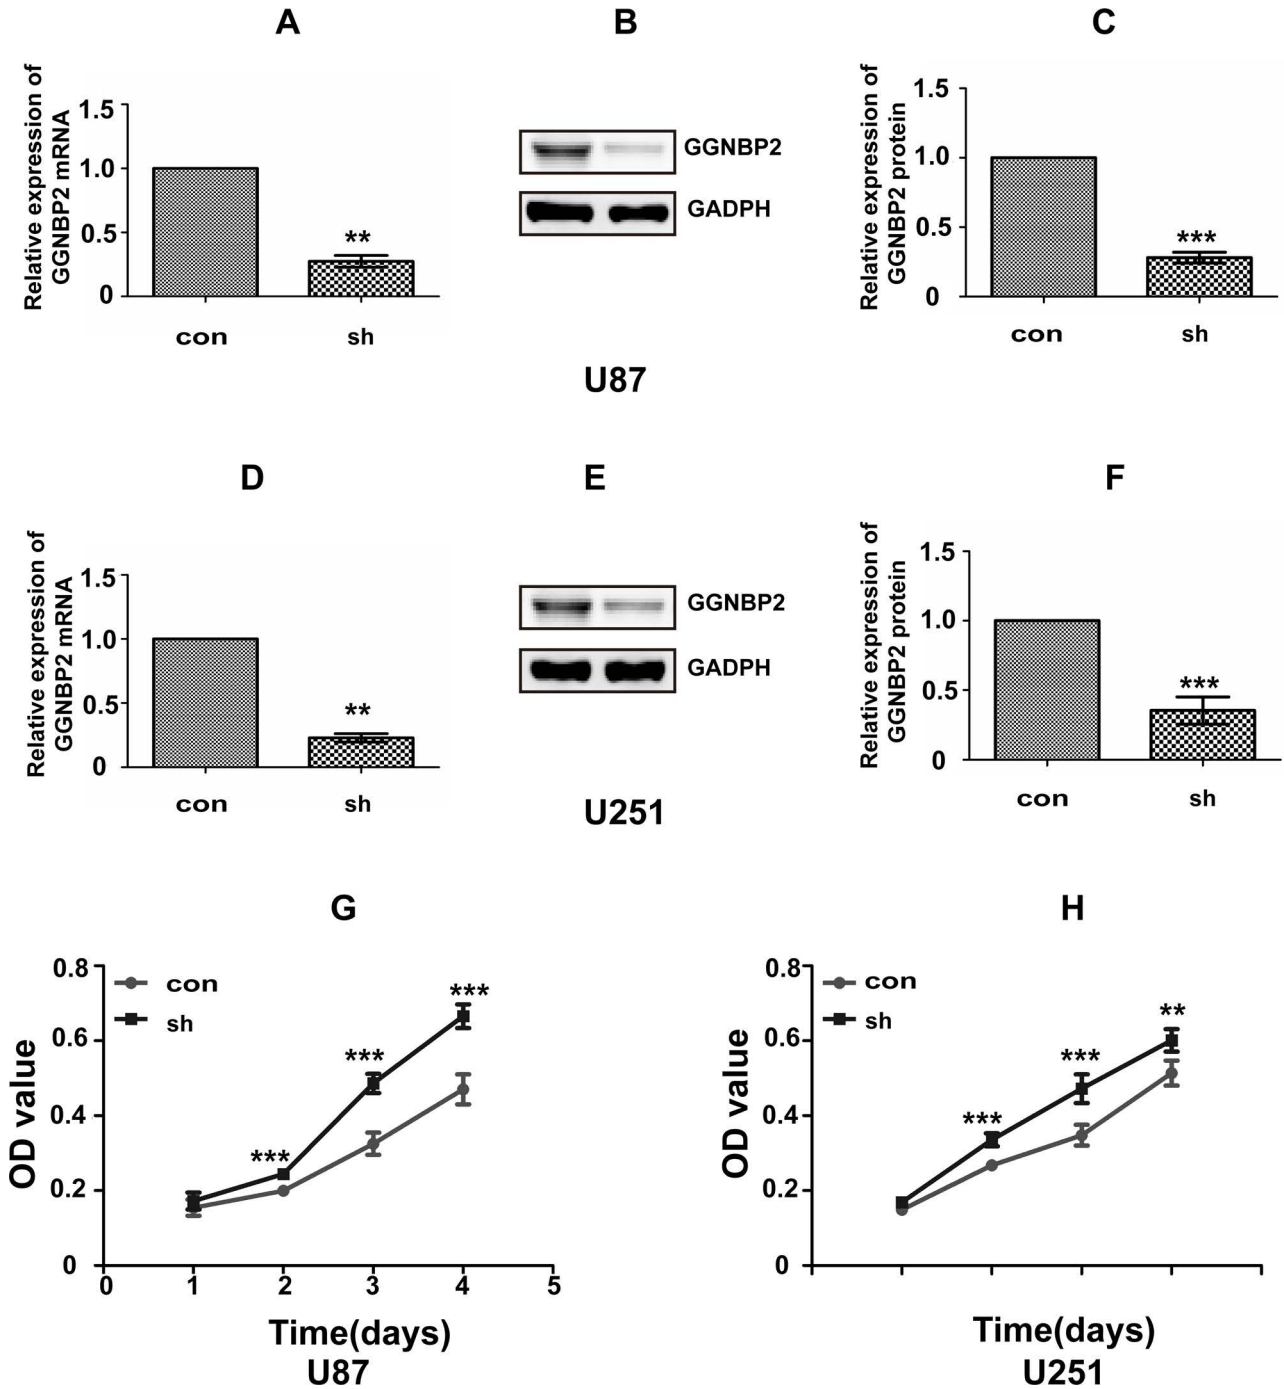 A
B
C
Relative expression of
GGNBP2 mRNA
1.5
1.0
0.5
0
**
con
sh
GGNBP2
GADPH
Relative expression of
GGNBP2 protein
1.5
1.0
0.5
0
***
con
sh
U87
D
E
F
Relative expression of
GGNBP2 mRNA
1.5
1.0
0.5
0
**
con
sh
GGNBP2
GADPH
Relative expression of
GGNBP2 protein
1.5
1.0
0.5
0
***
con
sh
U251
G
H
OD value
0.8
0.6
0.4
0.2
0
con
sh
***
***
***
0 1 2 3 4 5
Time(days)
U87
OD value
0.8
0.6
0.4
0.2
0
con
sh
***
***
**
Time(days)
U251